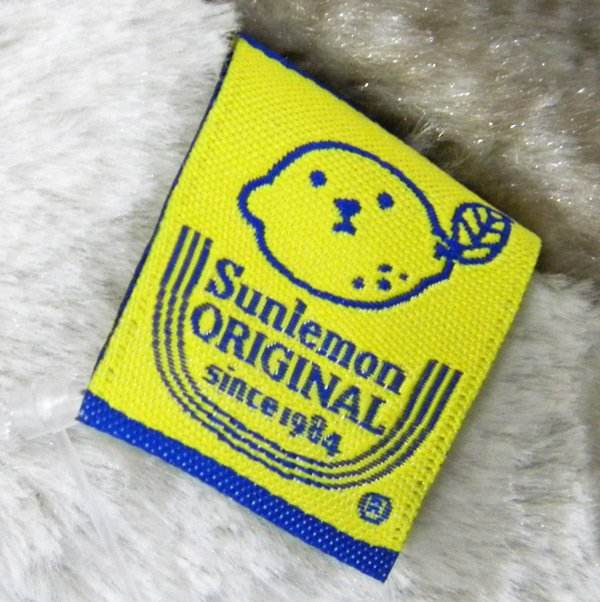 Sunlemon
ORIGINAL
since 1984
®